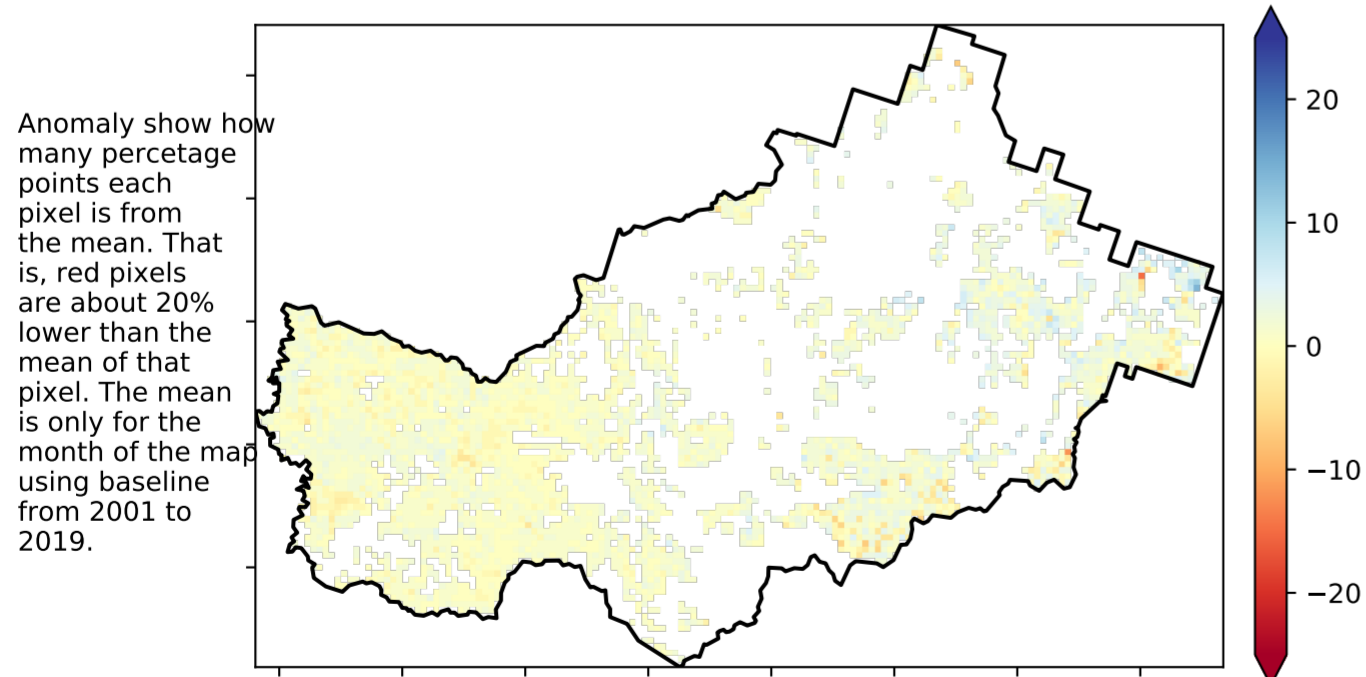 Anomaly show how
many percetage
points each
pixel is from
the mean. That
is, red pixels
are about 20%
lower than the
mean of that
pixel. The mean
is only for the
month of the map
using baseline
from 2001 to
2019.
20
10
0
−10
−20